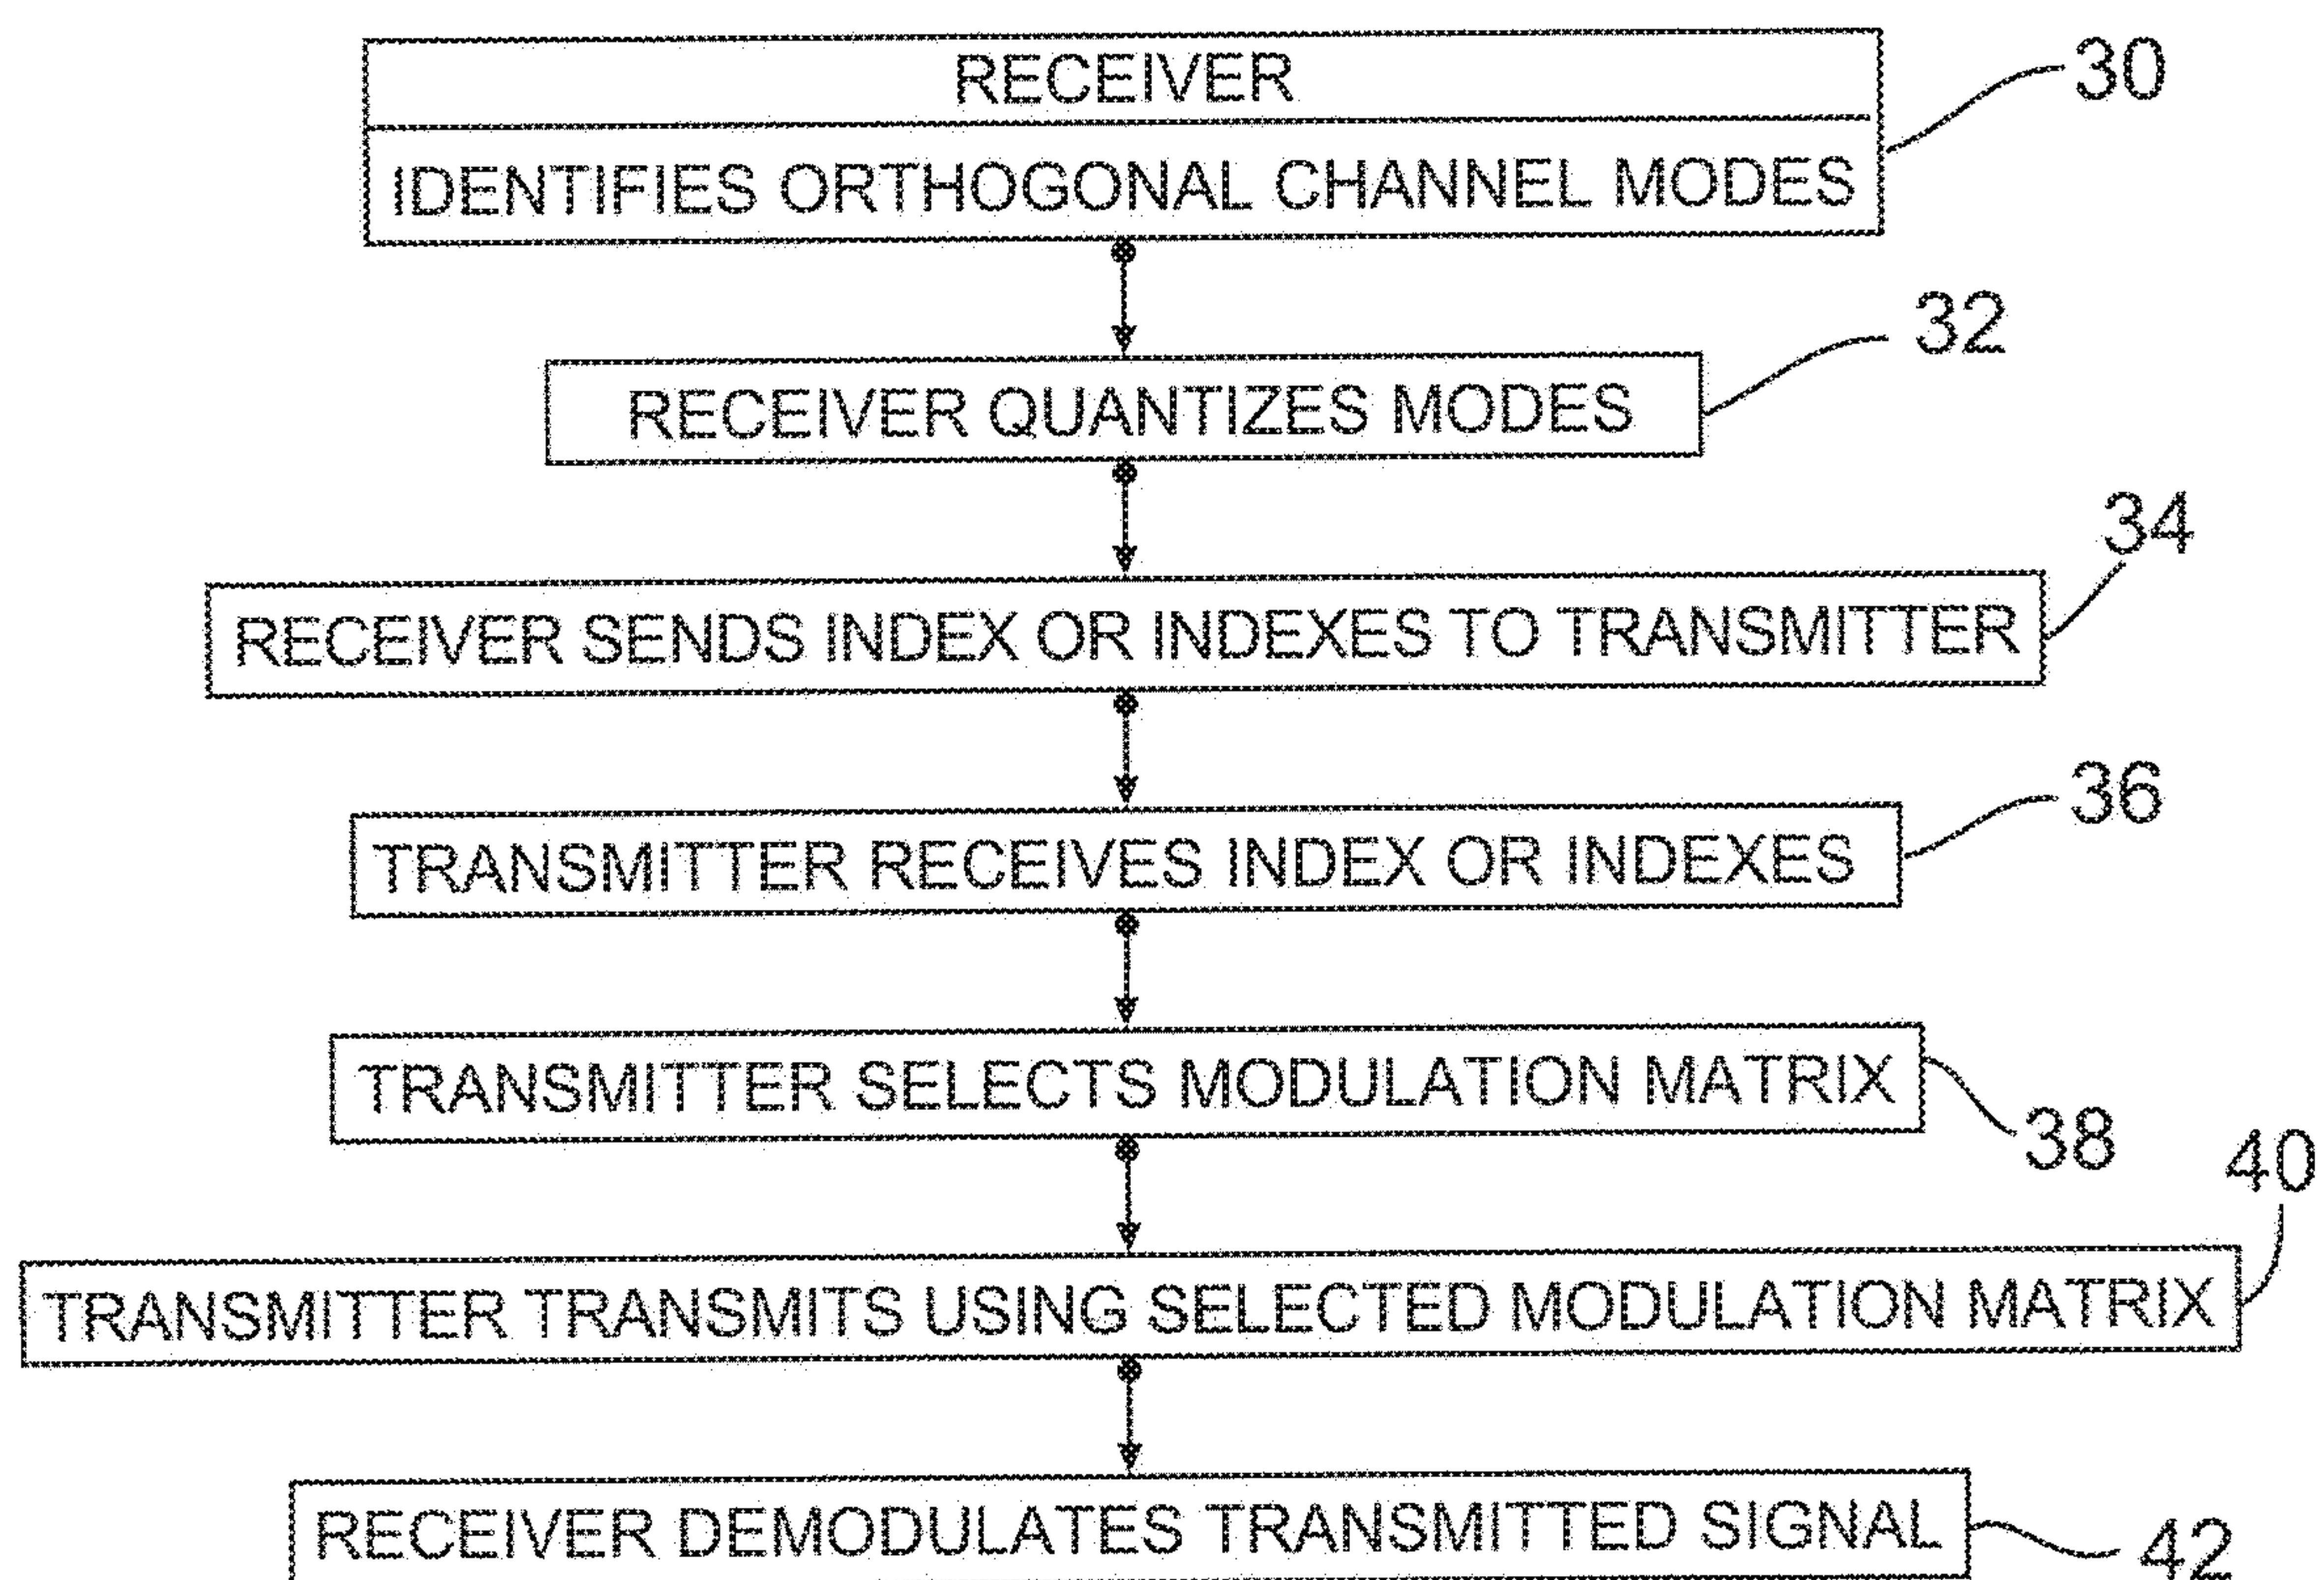 RECEIVER
30
IDENTIFIES ORTHOGONAL CHANNEL MODES
32
RECEIVER QUANTIZES MODES
34
RECEIVER SENDS INDEX OR INDEXES TO TRANSMITTER
36
TRANSMITTER RECEIVES INDEX OR INDEXES
TRANSMITTER SELECTS MODULATION MATRIX
38
40
TRANSMITTER TRANSMITS USING SELECTED MODULATION MATRIX
RECEIVER DEMODULATES TRANSMITTED SIGNAL
42